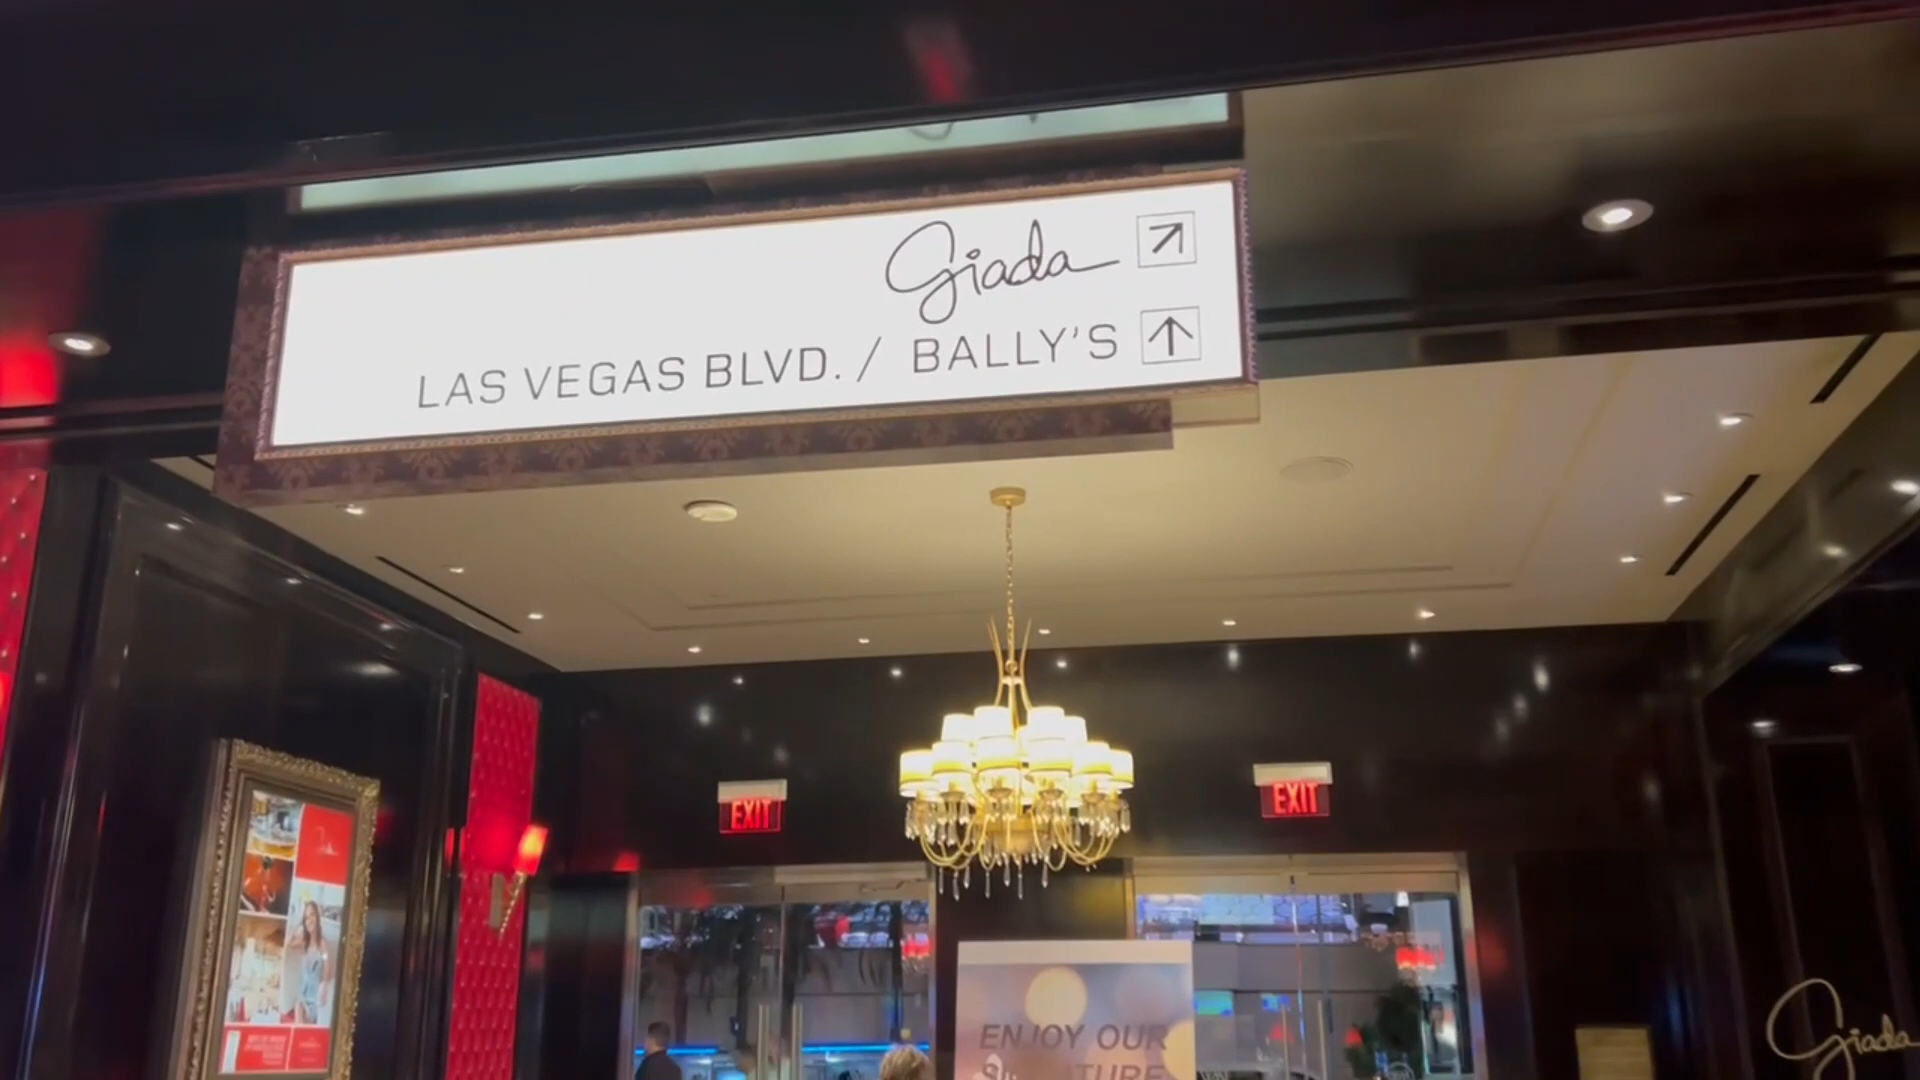 Giada
LAS VEGAS BLVD. / BALLY'S
EXIT
EXIT
ENJOY OUR
Giada